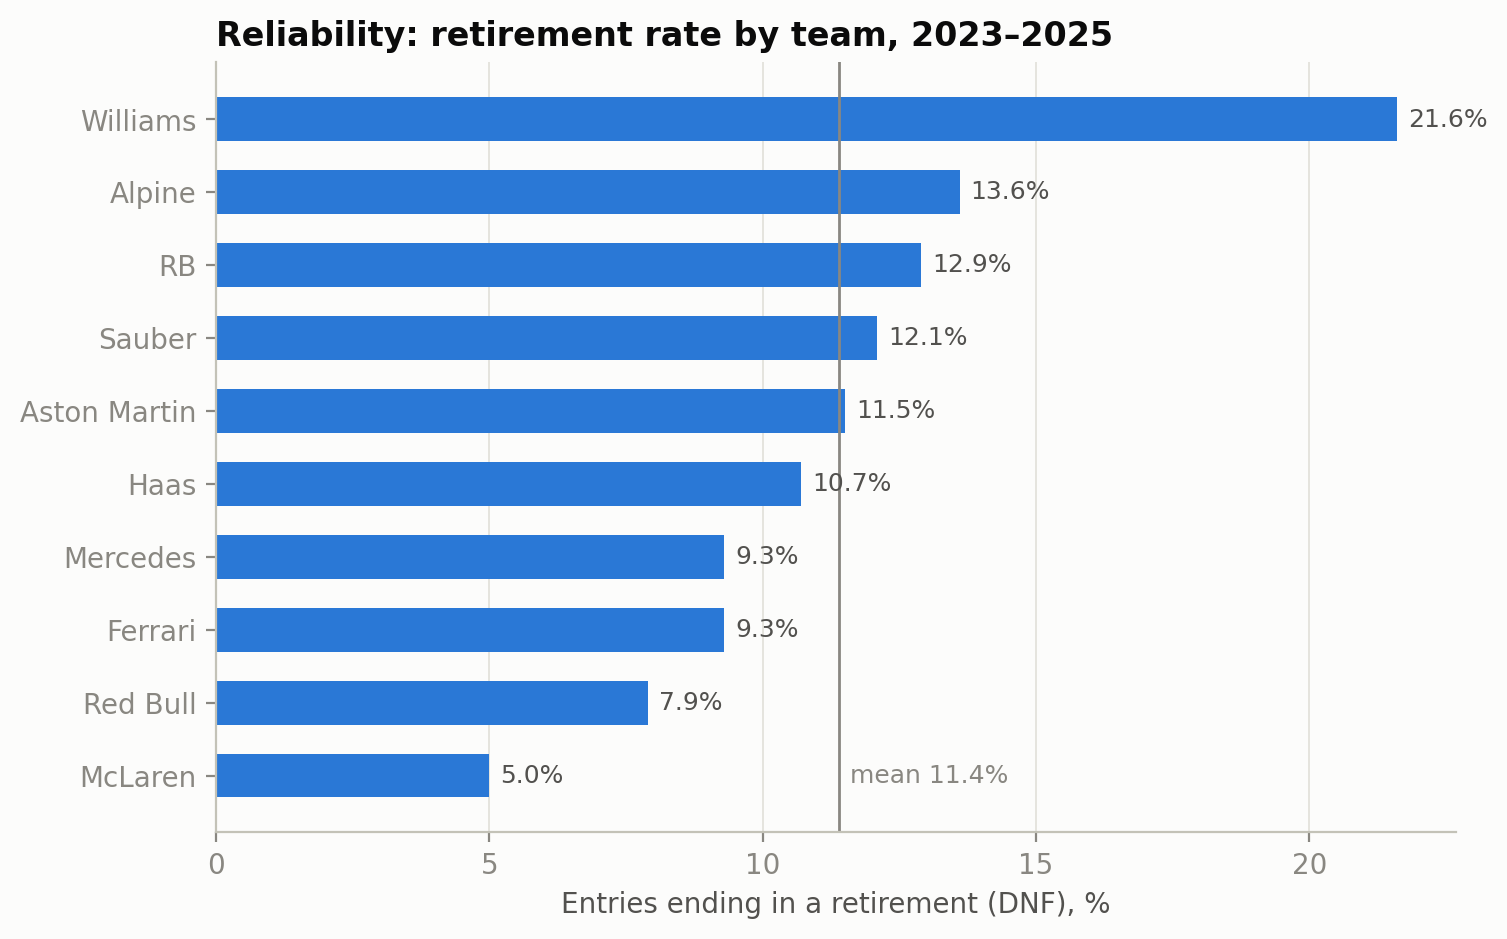 Reliability: retirement rate by team, 2023–2025
Williams 21.6%
Alpine 13.6%
RB 12.9%
Sauber 12.1%
Aston Martin 11.5%
Haas 10.7%
Mercedes 9.3%
Ferrari 9.3%
Red Bull 7.9%
McLaren 5.0% mean 11.4%
0 5 10 15 20
Entries ending in a retirement (DNF), %